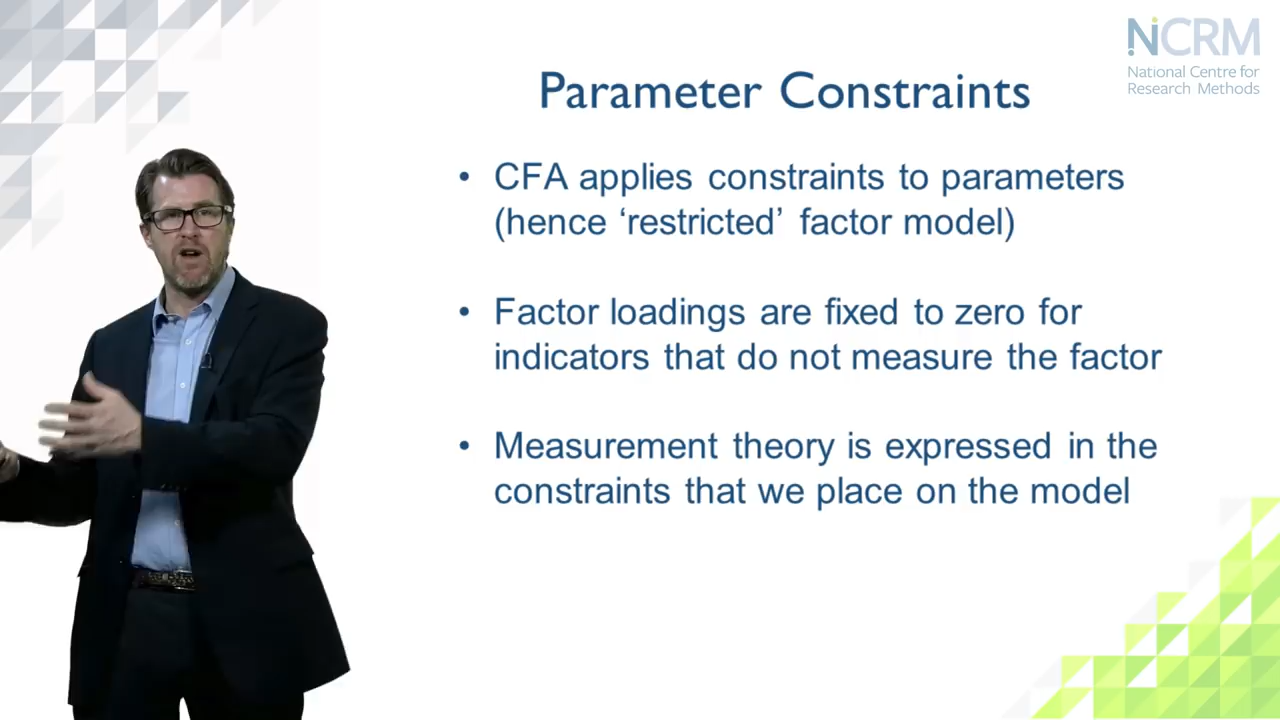 NCRM
National Centre for
Research Methods
Parameter Constraints
• CFA applies constraints to parameters
(hence ‘restricted’ factor model)
• Factor loadings are fixed to zero for
indicators that do not measure the factor
• Measurement theory is expressed in the
constraints that we place on the model